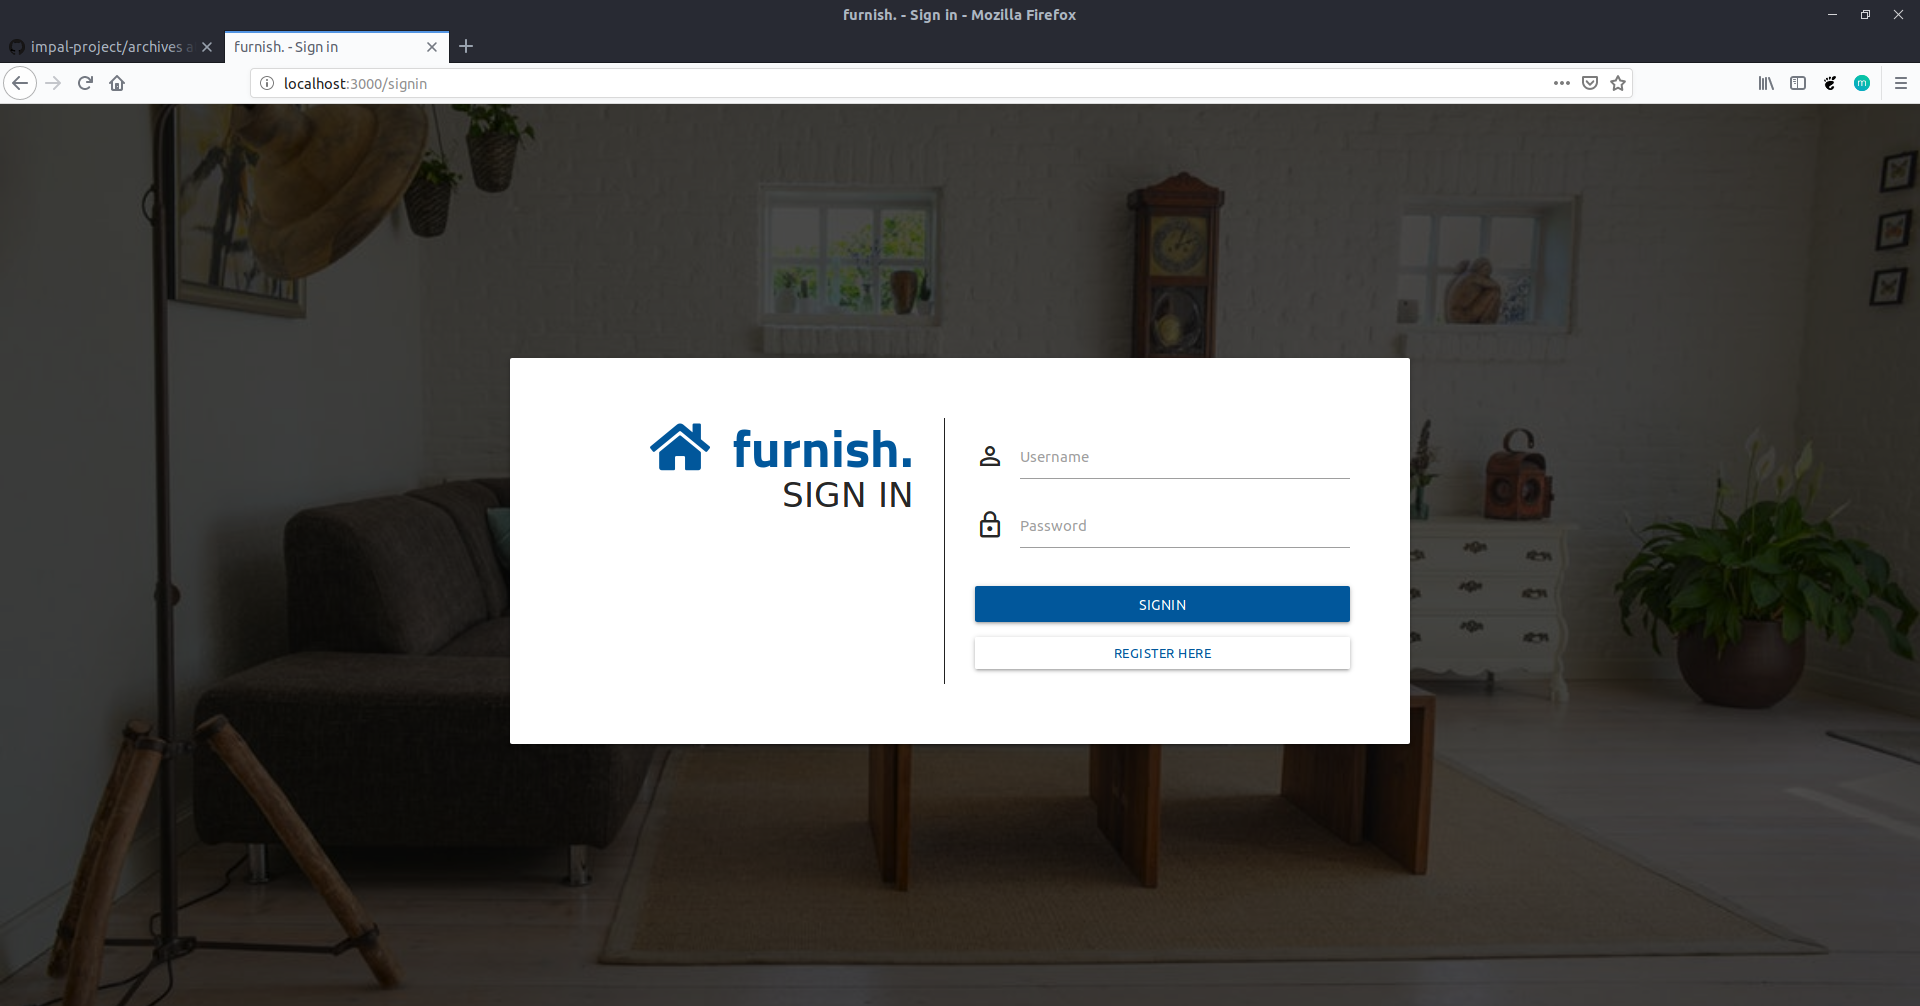 furnish. - Sign in - Mozilla Firefox
impal-project/archives a
furnish. - Sign in
localhost:3000/signin
m
furnish.
SIGN IN
Username
Password
SIGNIN
REGISTER HERE